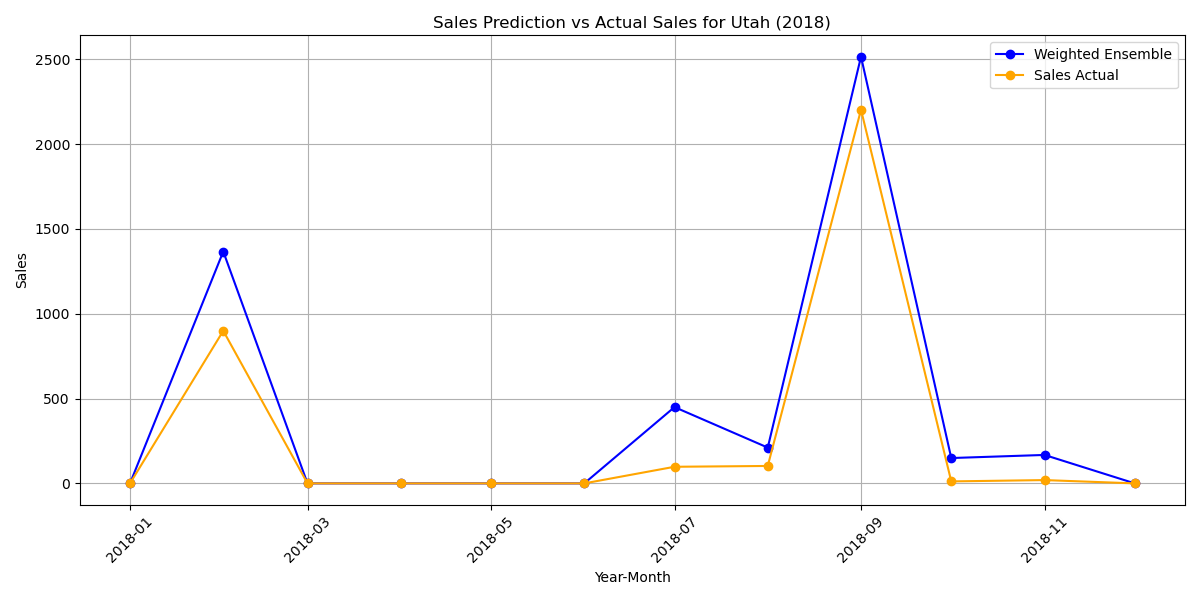 Sales Prediction vs Actual Sales for Utah (2018)
Weighted Ensemble
Sales Actual
2500
2000
1500
1000
500
0
Sales
2018-01
2018-03
2018-05
2018-07
2018-09
2018-11
Year-Month